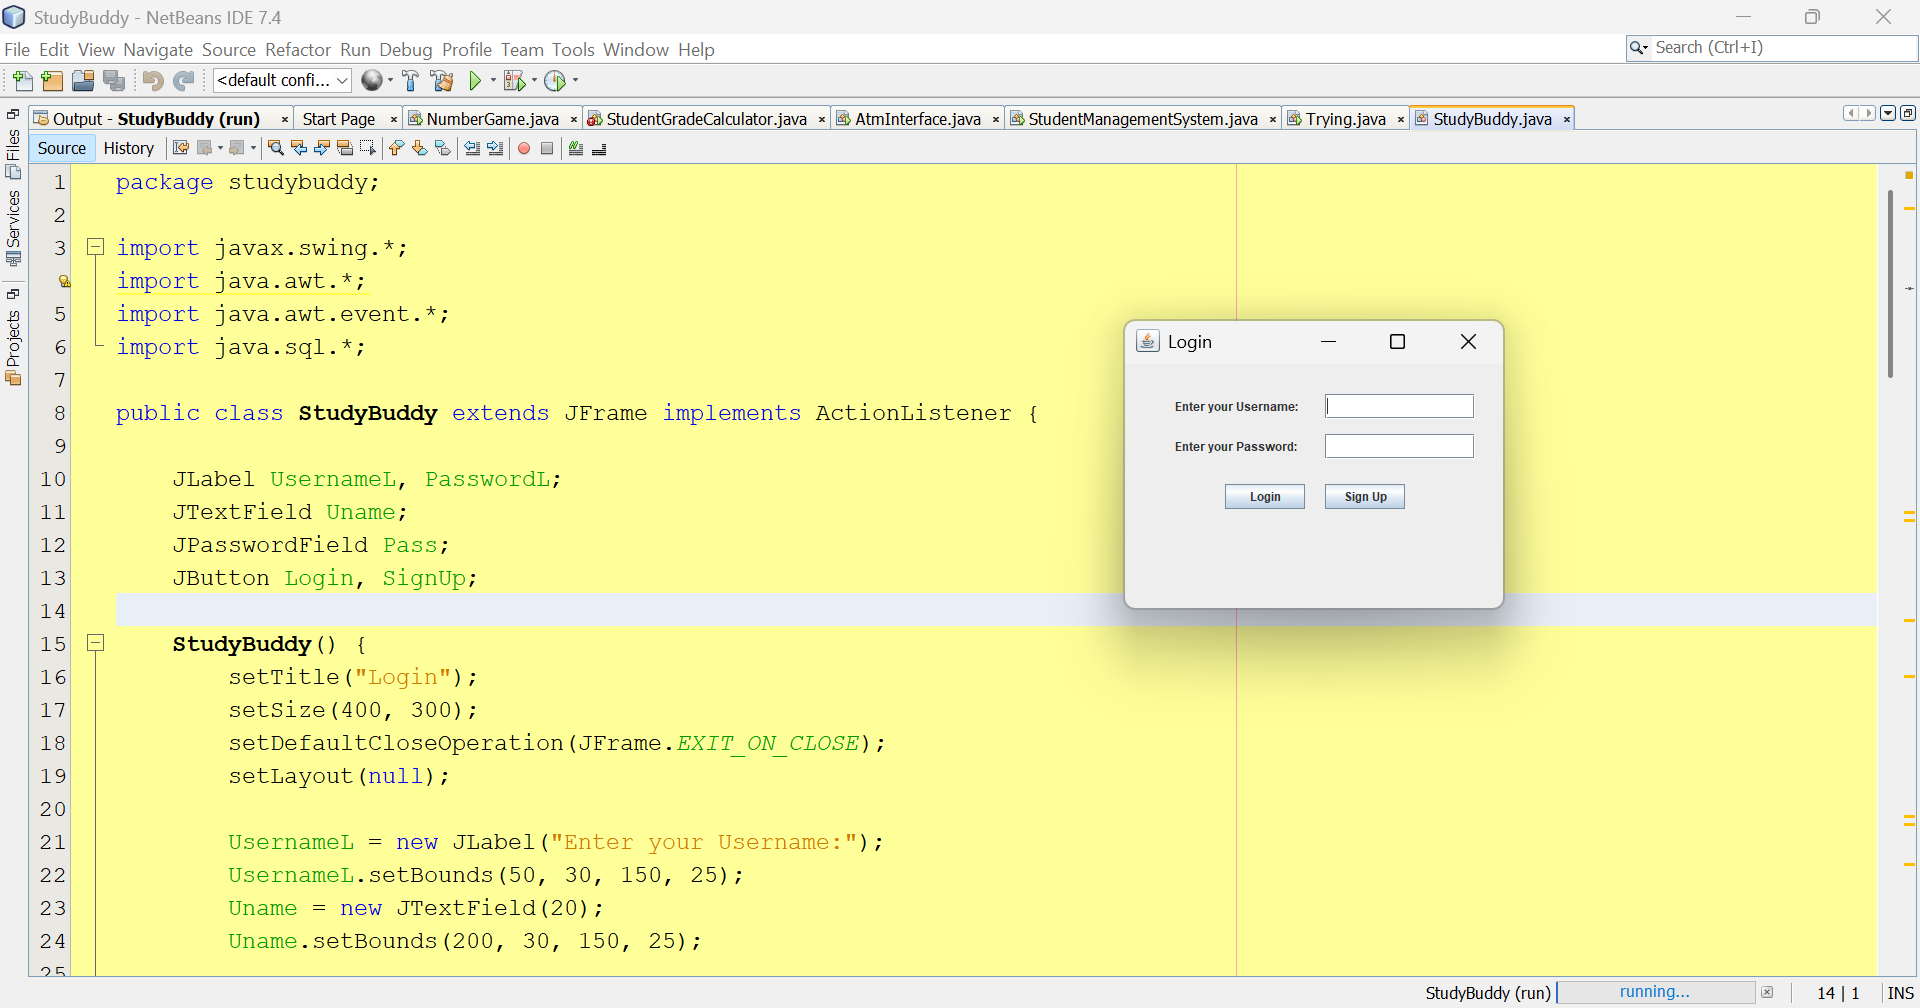 StudyBuddy - NetBeans IDE 7.4
File Edit View Navigate Source Refactor Run Debug Profile Team Tools Window Help
Search (Ctrl+I)
<default confi...
Output - StudyBuddy (run)
Start Page
NumberGame.java
StudentGradeCalculator.java
AtmInterface.java
StudentManagementSystem.java
Trying.java
StudyBuddy.java
Files
Services
Projects
Source History
1 package studybuddy;
2
3 import javax.swing.*;
import java.awt.*;
5 import java.awt.event.*;
6 import java.sql.*;
7
8 public class StudyBuddy extends JFrame implements ActionListener {
9
10 JLabel UsernameL, PasswordL;
11 JTextField Uname;
12 JPasswordField Pass;
13 JButton Login, SignUp;
14
15 StudyBuddy() {
16 setTitle("Login");
17 setSize(400, 300);
18 setDefaultCloseOperation(JFrame.EXIT_ON_CLOSE);
19 setLayout(null);
20
21 UsernameL = new JLabel("Enter your Username:");
22 UsernameL.setBounds(50, 30, 150, 25);
23 Uname = new JTextField(20);
24 Uname.setBounds(200, 30, 150, 25);
25
Login
Enter your Username:
Enter your Password:
Login Sign Up
StudyBuddy (run) running... 14 | 1 INS